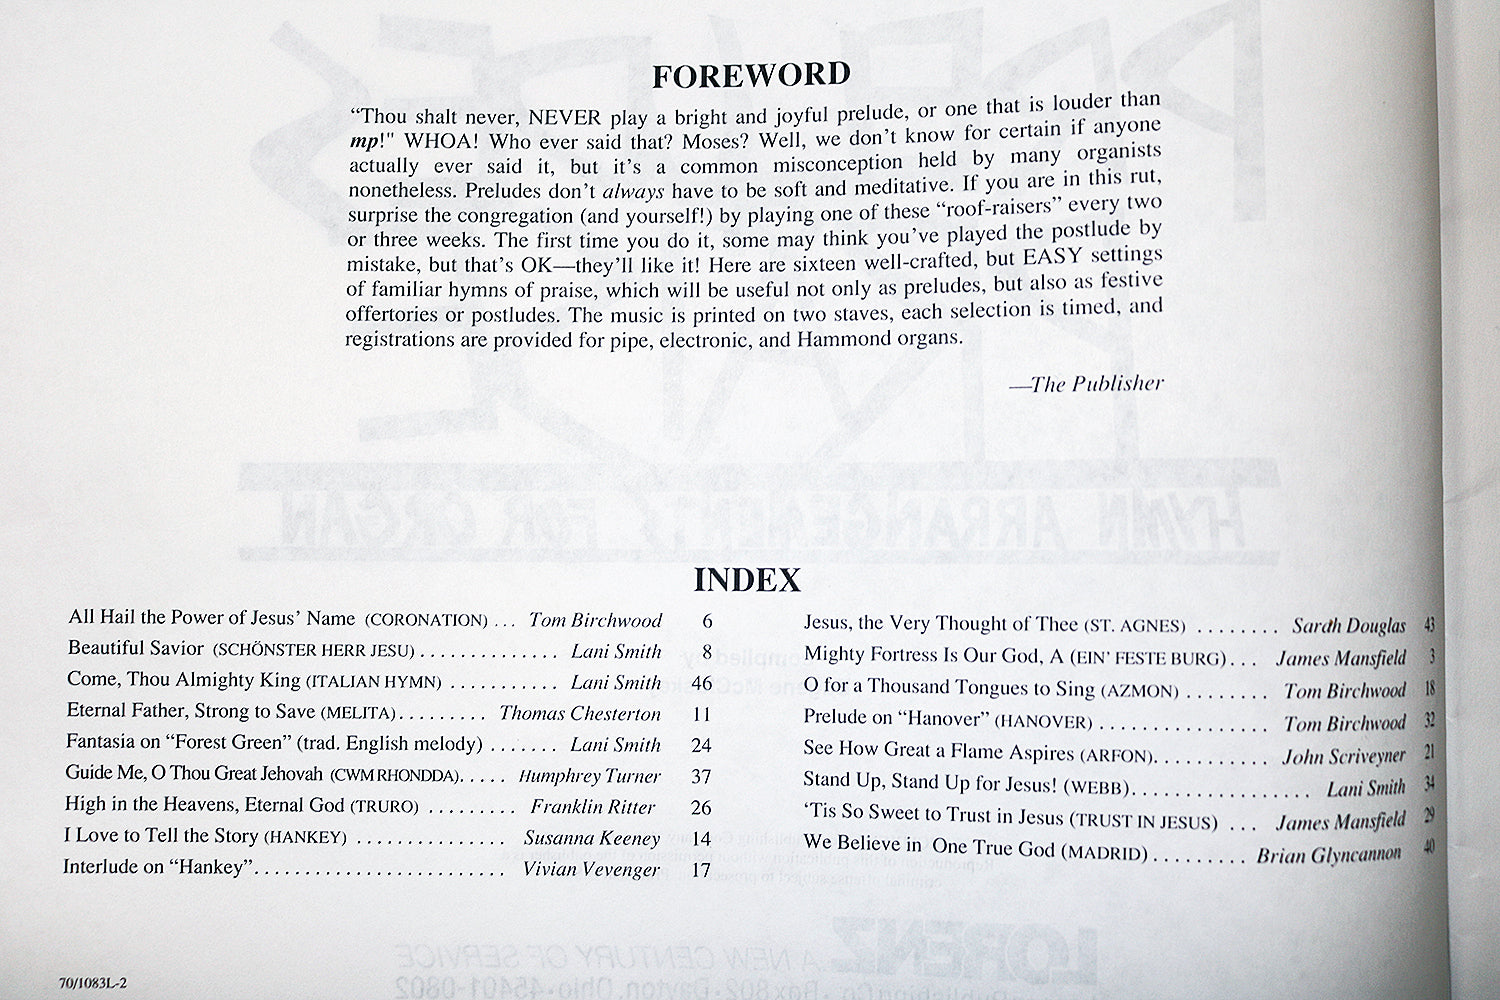 FOREWORD
“Thou shalt never, NEVER play a bright and joyful prelude, or one that is louder than
mp!" WHOA! Who ever said that? Moses? Well, we don’t know for certain if anyone
actually ever said it, but it’s a common misconception held by many organists
nonetheless. Preludes don’t always have to be soft and meditative. If you are in this rut,
surprise the congregation (and yourself!) by playing one of these “roof-raisers” every two
or three weeks. The first time you do it, some may think you’ve played the postlude by
mistake, but that’s OK—they’ll like it! Here are sixteen well-crafted, but EASY settings
of familiar hymns of praise, which will be useful not only as preludes, but also as festive
offertories or postludes. The music is printed on two staves, each selection is timed, and
registrations are provided for pipe, electronic, and Hammond organs.
—The Publisher
HYMN ARRANGEMENTS FOR ORGAN
INDEX
All Hail the Power of Jesus’ Name (CORONATION) ... Tom Birchwood 6
Beautiful Savior (SCHÖNSTER HERR JESU) .............. Lani Smith 8
Come, Thou Almighty King (ITALIAN HYMN) ........... Lani Smith 46
Eternal Father, Strong to Save (MELITA) ......... Thomas Chesterton 11
Fantasia on “Forest Green” (trad. English melody) ....... Lani Smith 24
Guide Me, O Thou Great Jehovah (CWM RHONDDA) ..... Humphrey Turner 37
High in the Heavens, Eternal God (TRURO) ......... Franklin Ritter 26
I Love to Tell the Story (HANKEY) ............... Susanna Keeney 14
Interlude on “Hankey” ......................... Vivian Vevenger 17
Jesus, the Very Thought of Thee (ST. AGNES) ........ Sarah Douglas 43
Mighty Fortress Is Our God, A (EIN’ FESTE BURG) ... James Mansfield 3
O for a Thousand Tongues to Sing (AZMON) ........ Tom Birchwood 18
Prelude on “Hanover” (HANOVER) .............. Tom Birchwood 32
See How Great a Flame Aspires (ARFON) ............ John Scriveyner 21
Stand Up, Stand Up for Jesus! (WEBB) .................. Lani Smith 34
‘Tis So Sweet to Trust in Jesus (TRUST IN JESUS) ... James Mansfield 29
We Believe in One True God (MADRID) ......... Brian Glyncannon 40
LORENZ A NEW CENTURY OF SERVICE
70/1083L-2